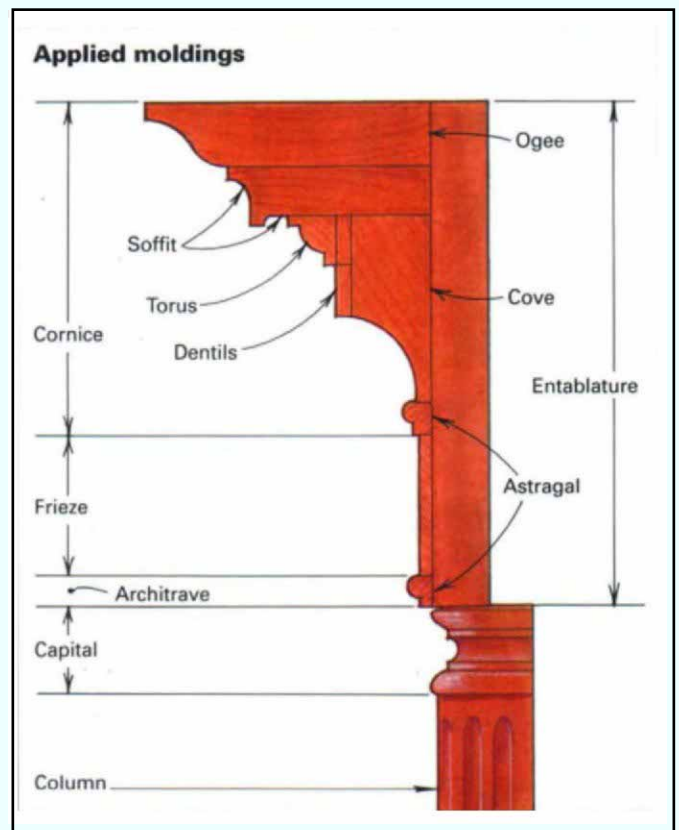 Applied moldings
Ogee
Soffit
Torus
Cove
Cornice
Dentils
Entablature
Astragal
Frieze
Architrave
Capital
Column